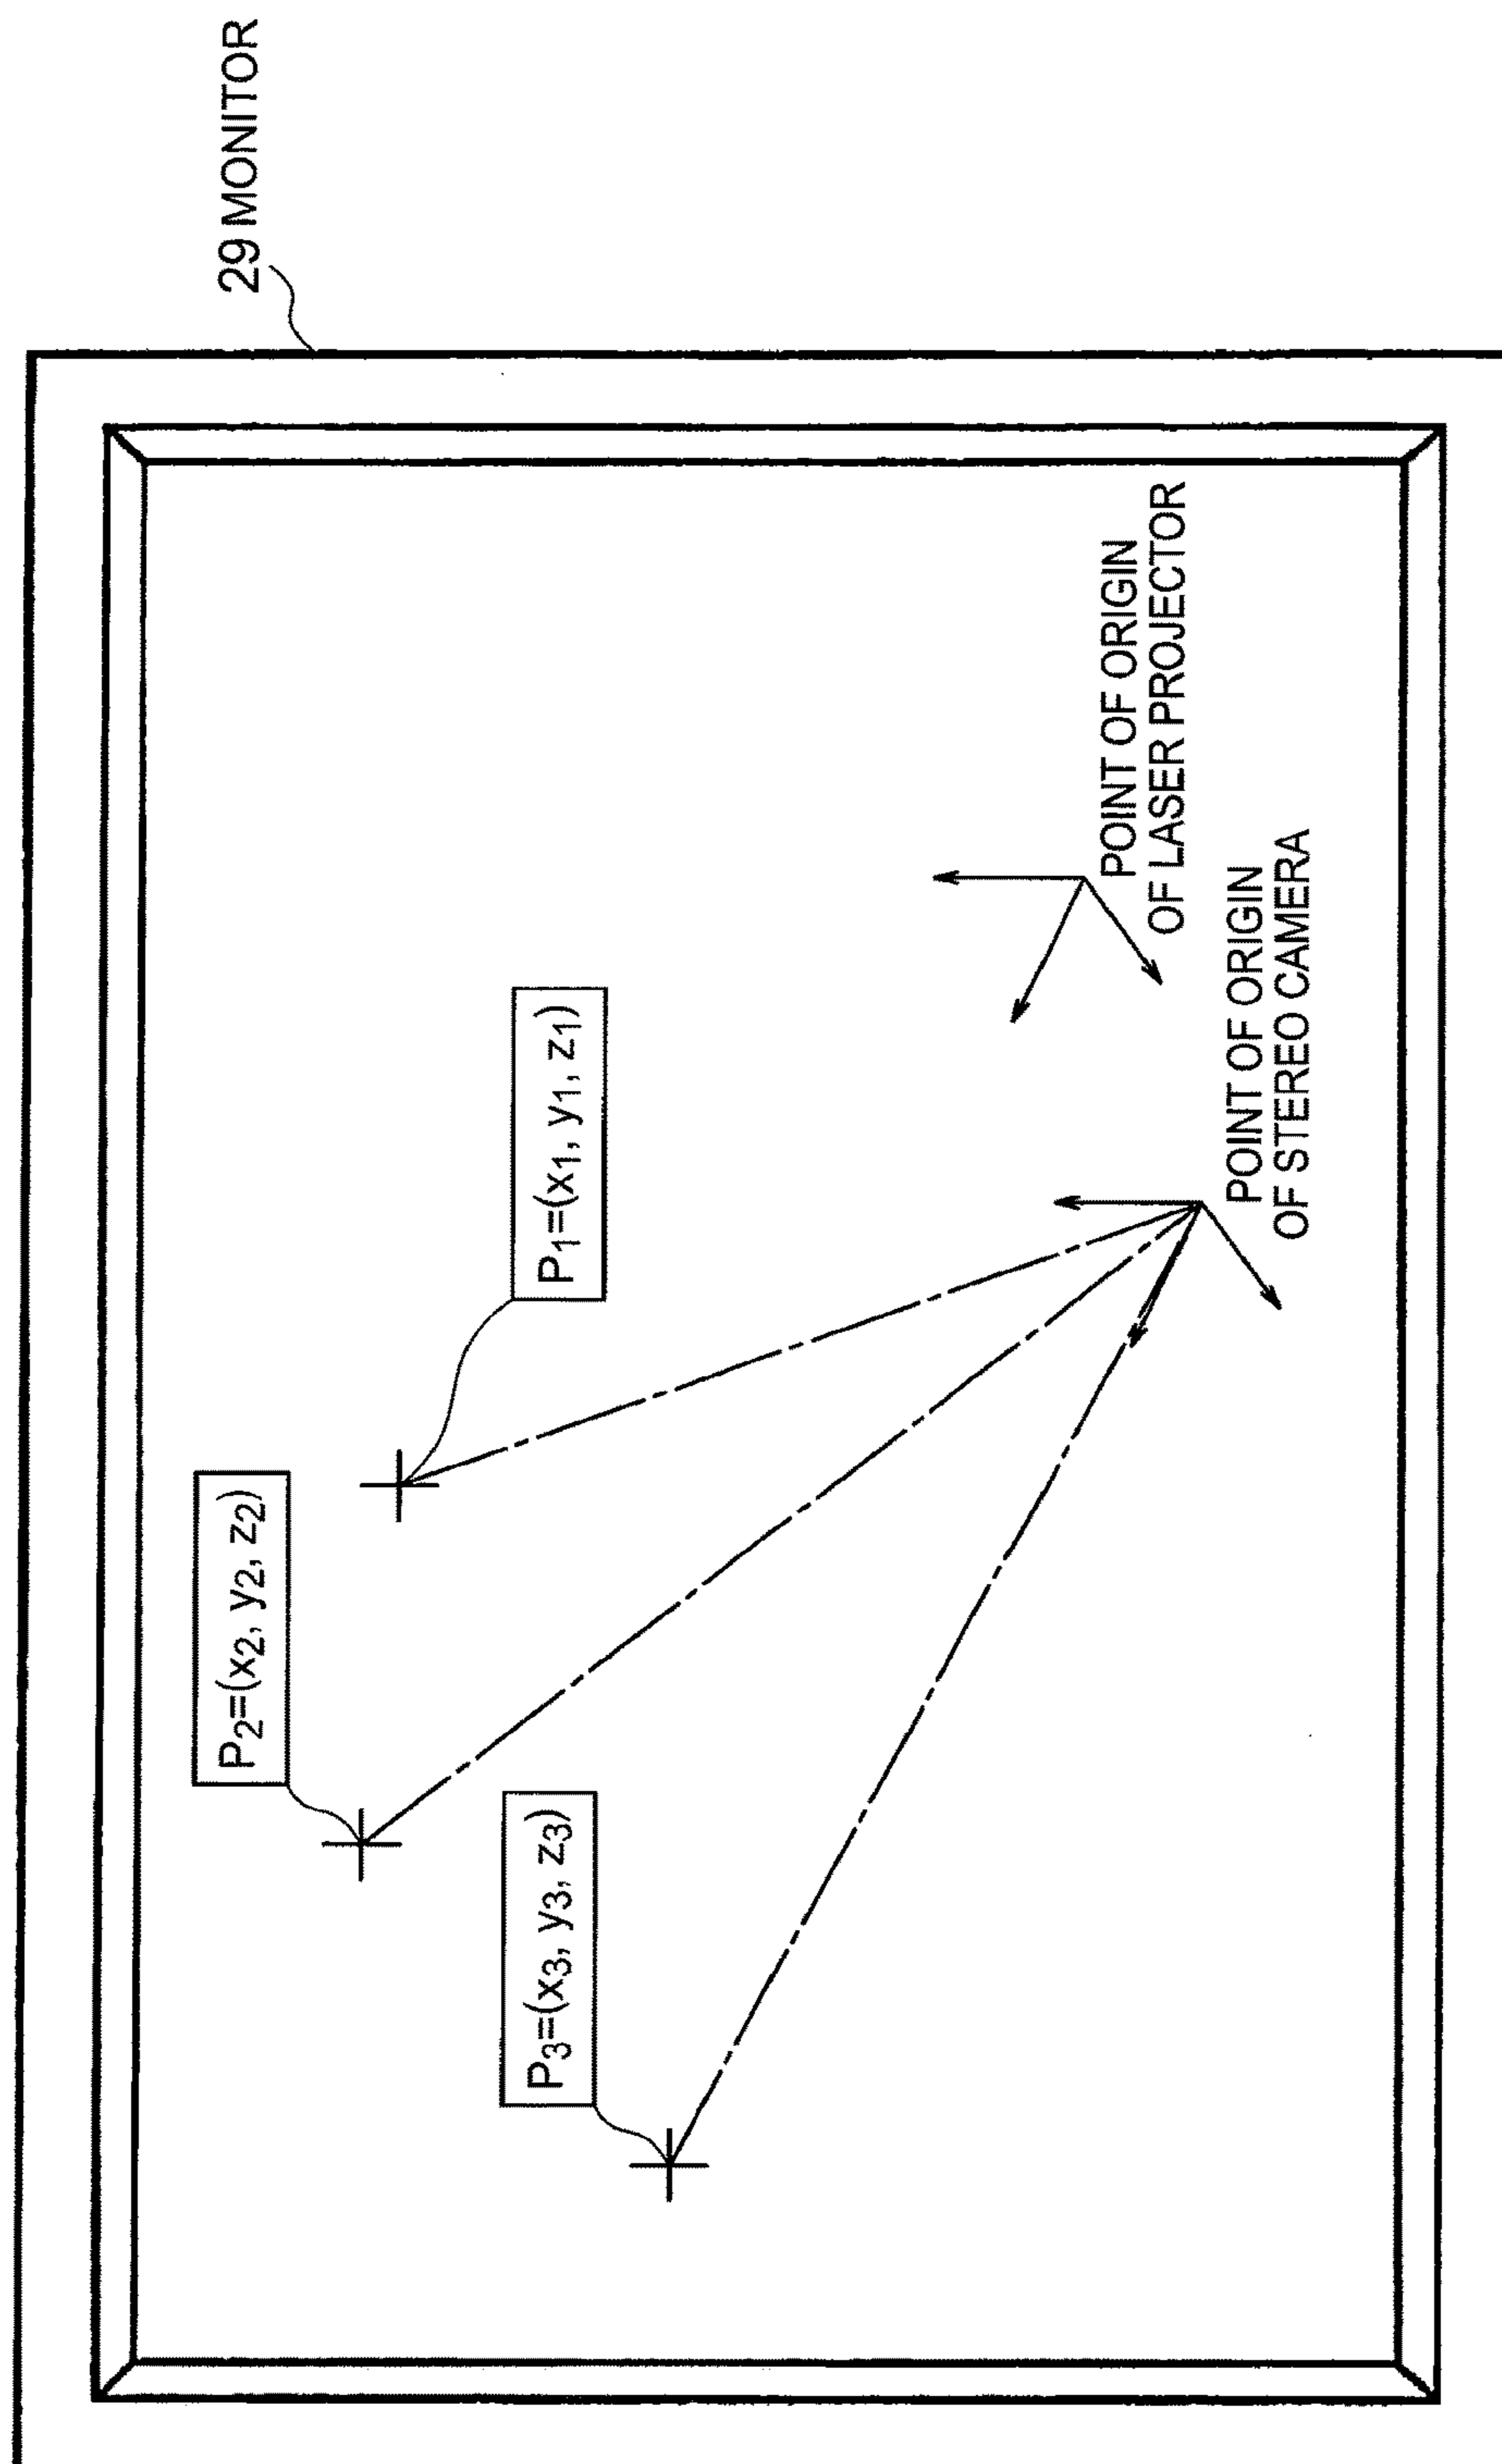 29 MONITOR
P2=(x2, y2, z2)
P1=(x1, y1, z1)
P3=(x3, y3, z3)
POINT OF ORIGIN
OF LASER PROJECTOR
POINT OF ORIGIN
OF STEREO CAMERA